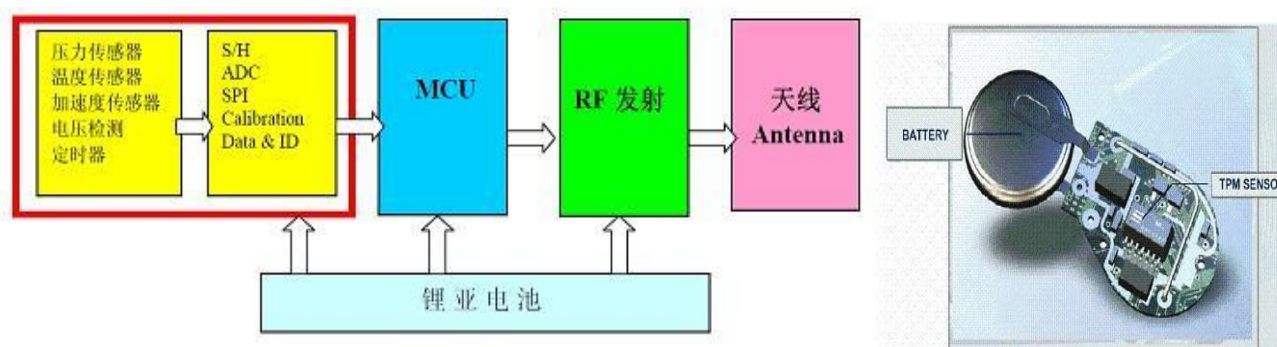 压力传感器
温度传感器
加速度传感器
电压检测
定时器
S/H
ADC
SPI
Calibration
Data & ID
MCU
RF 发射
天线
Antenna
锂亚电池
BATTERY
TPM SENSO